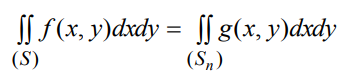 ∬ f(x, y)dxdy = ∬ g(x, y)dxdy
(S) (Sₙ)